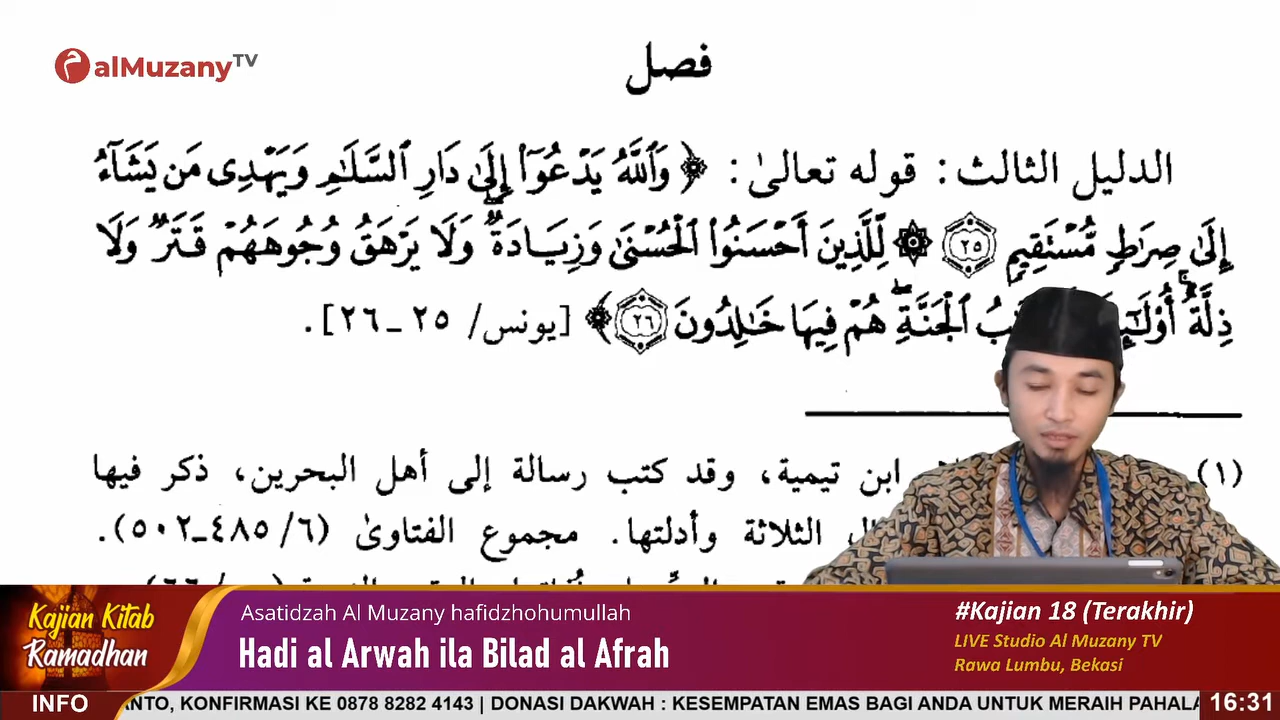 alMuzanyTV
فصل
الدليل الثالث: قوله تعالىٰ: ﴿ وَٱللَّهُ يَدْعُوٓا۟ إِلَىٰ دَارِ ٱلسَّلَـٰمِ وَيَهْدِى مَن يَشَآءُ
إِلَىٰ صِرَٰطٍ مُّسْتَقِيمٍ ٢٥ ۞ لِّلَّذِينَ أَحْسَنُوا۟ ٱلْحُسْنَىٰ وَزِيَادَةٌ ۖ وَلَا يَرْهَقُ وُجُوهَهُمْ قَتَرٌ وَلَا
ذِلَّةٌ ۚ أُو۟لَـٰٓئِ بُ ٱلْجَنَّةِ ۖ هُمْ فِيهَا خَـٰلِدُونَ ٢٦ ﴾ [يونس/ ٢٥ـ٢٦].
(١) ابن تيمية، وقد كتب رسالة إلى أهل البحرين، ذكر فيها
ال الثلاثة وأدلتها. مجموع الفتاوىٰ (٦/ ٤٨٥ـ٥٠٢).
Kajian Kitab
Ramadhan
Asatidzah Al Muzany hafidzhohumullah
Hadi al Arwah ila Bilad al Afrah
#Kajian 18 (Terakhir)
LIVE Studio Al Muzany TV
Rawa Lumbu, Bekasi
INFO
NTO, KONFIRMASI KE 0878 8282 4143 | DONASI DAKWAH : KESEMPATAN EMAS BAGI ANDA UNTUK MERAIH PAHALA
16:31